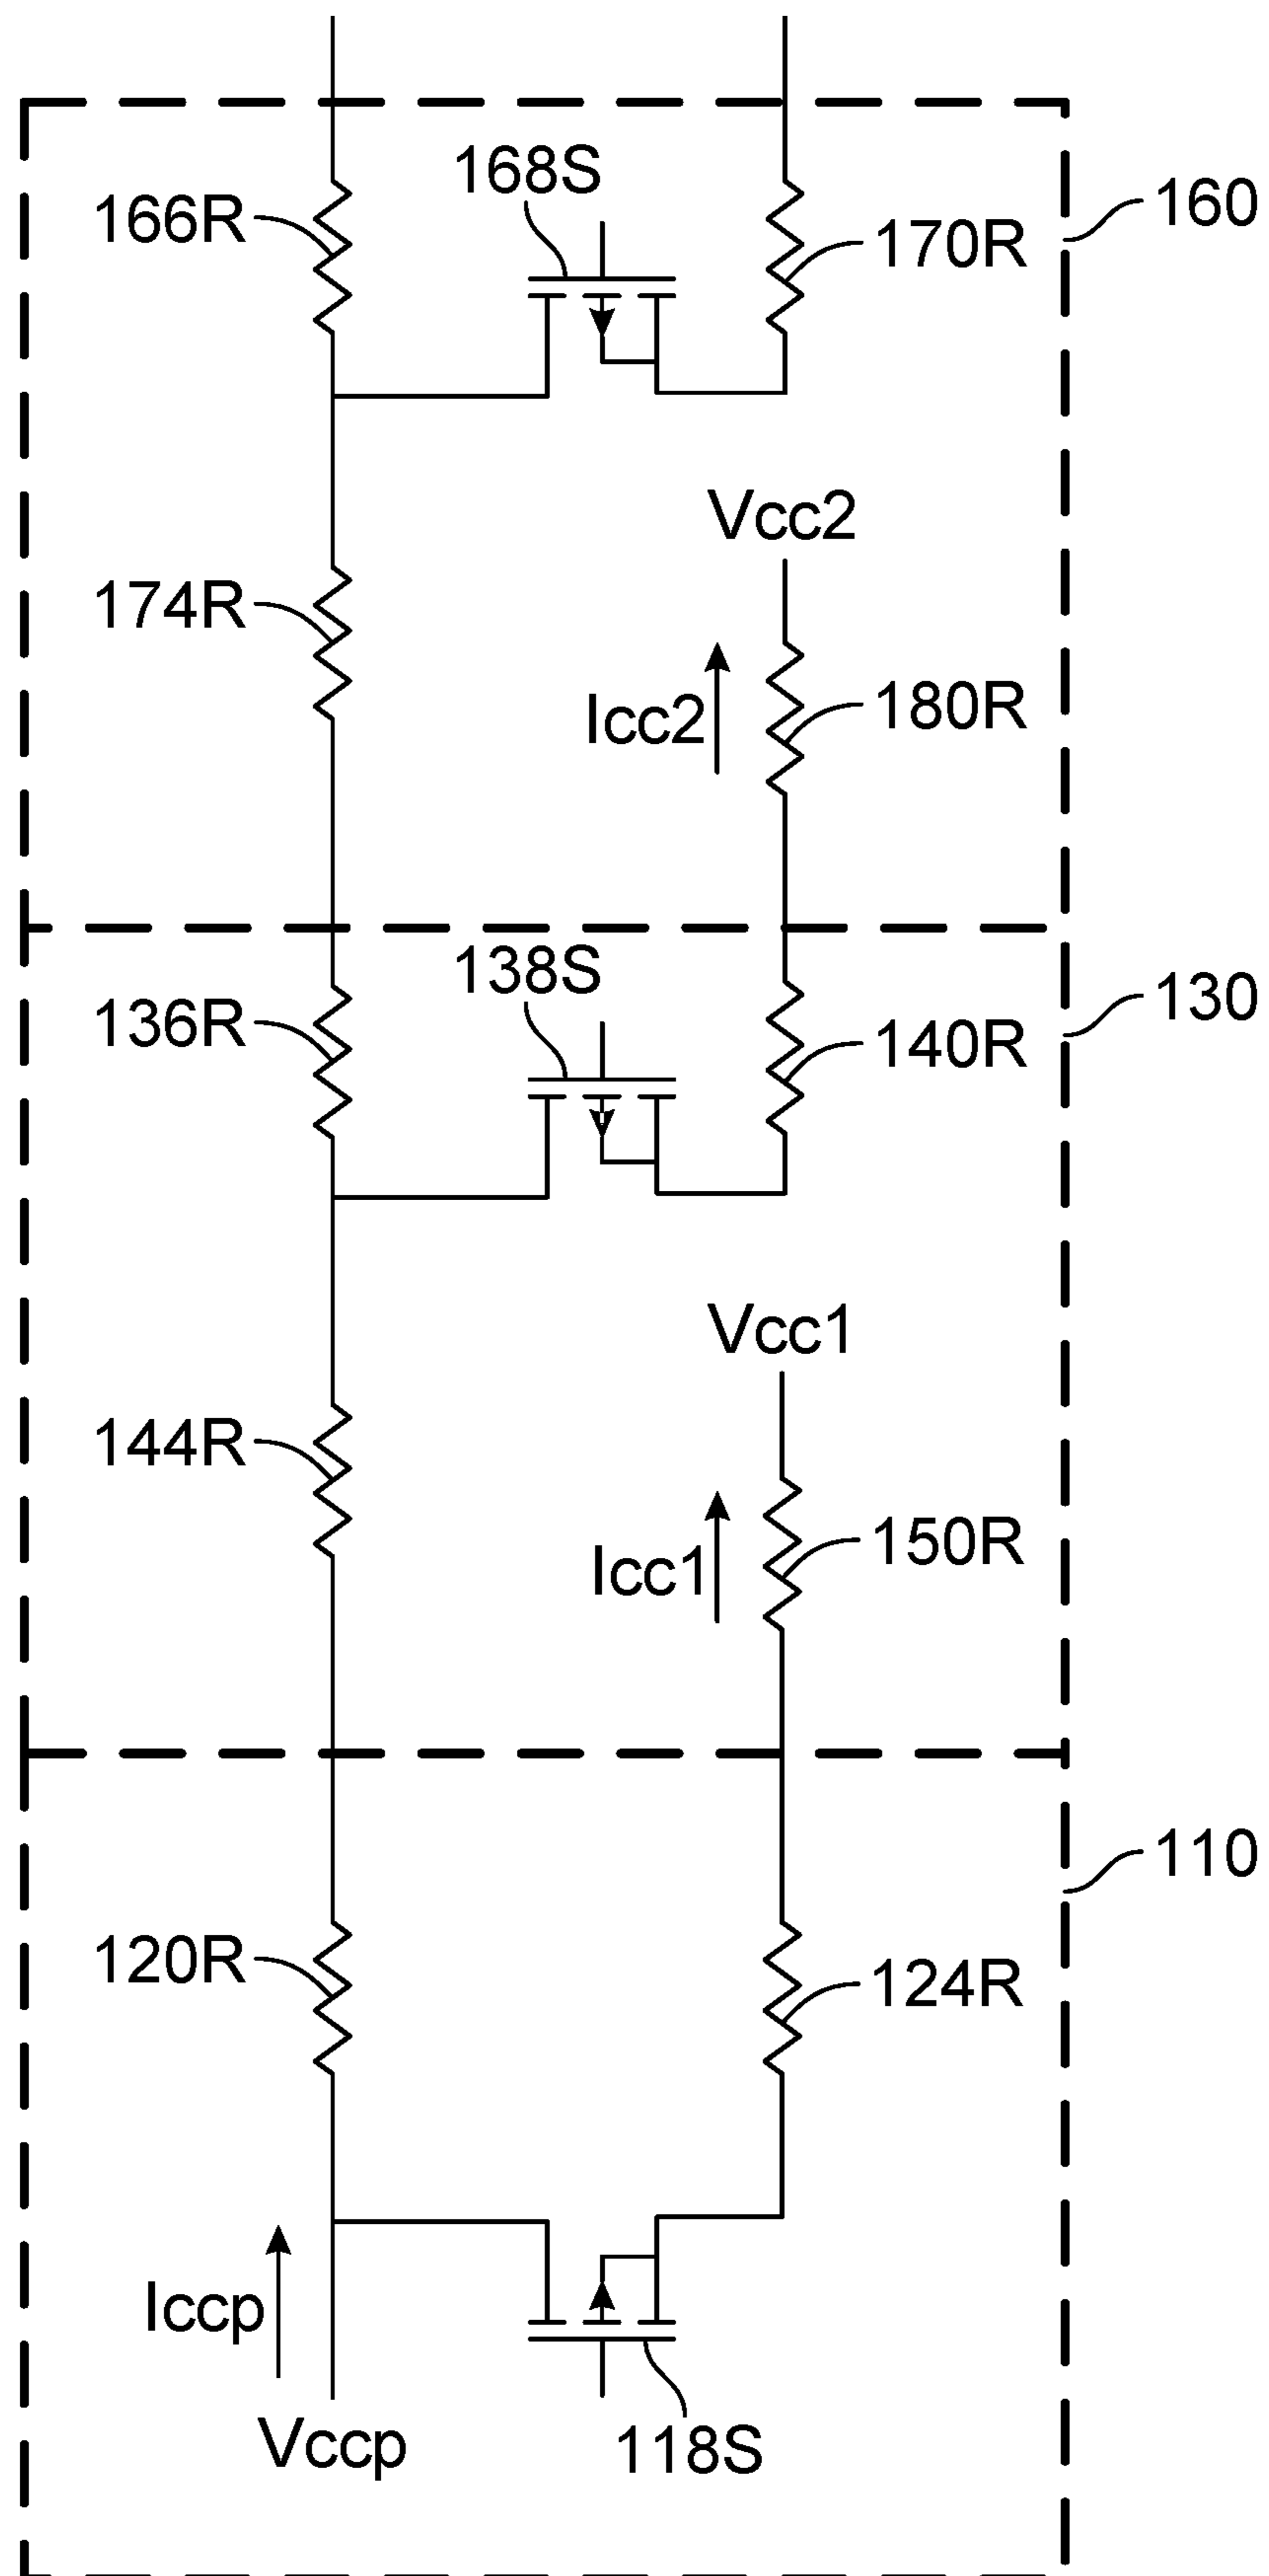 168S
160
166R
170R
Vcc2
174R
180R
Icc2
138S
130
136R
140R
Vcc1
144R
150R
Icc1
110
120R
124R
Iccp
Vccp
118S